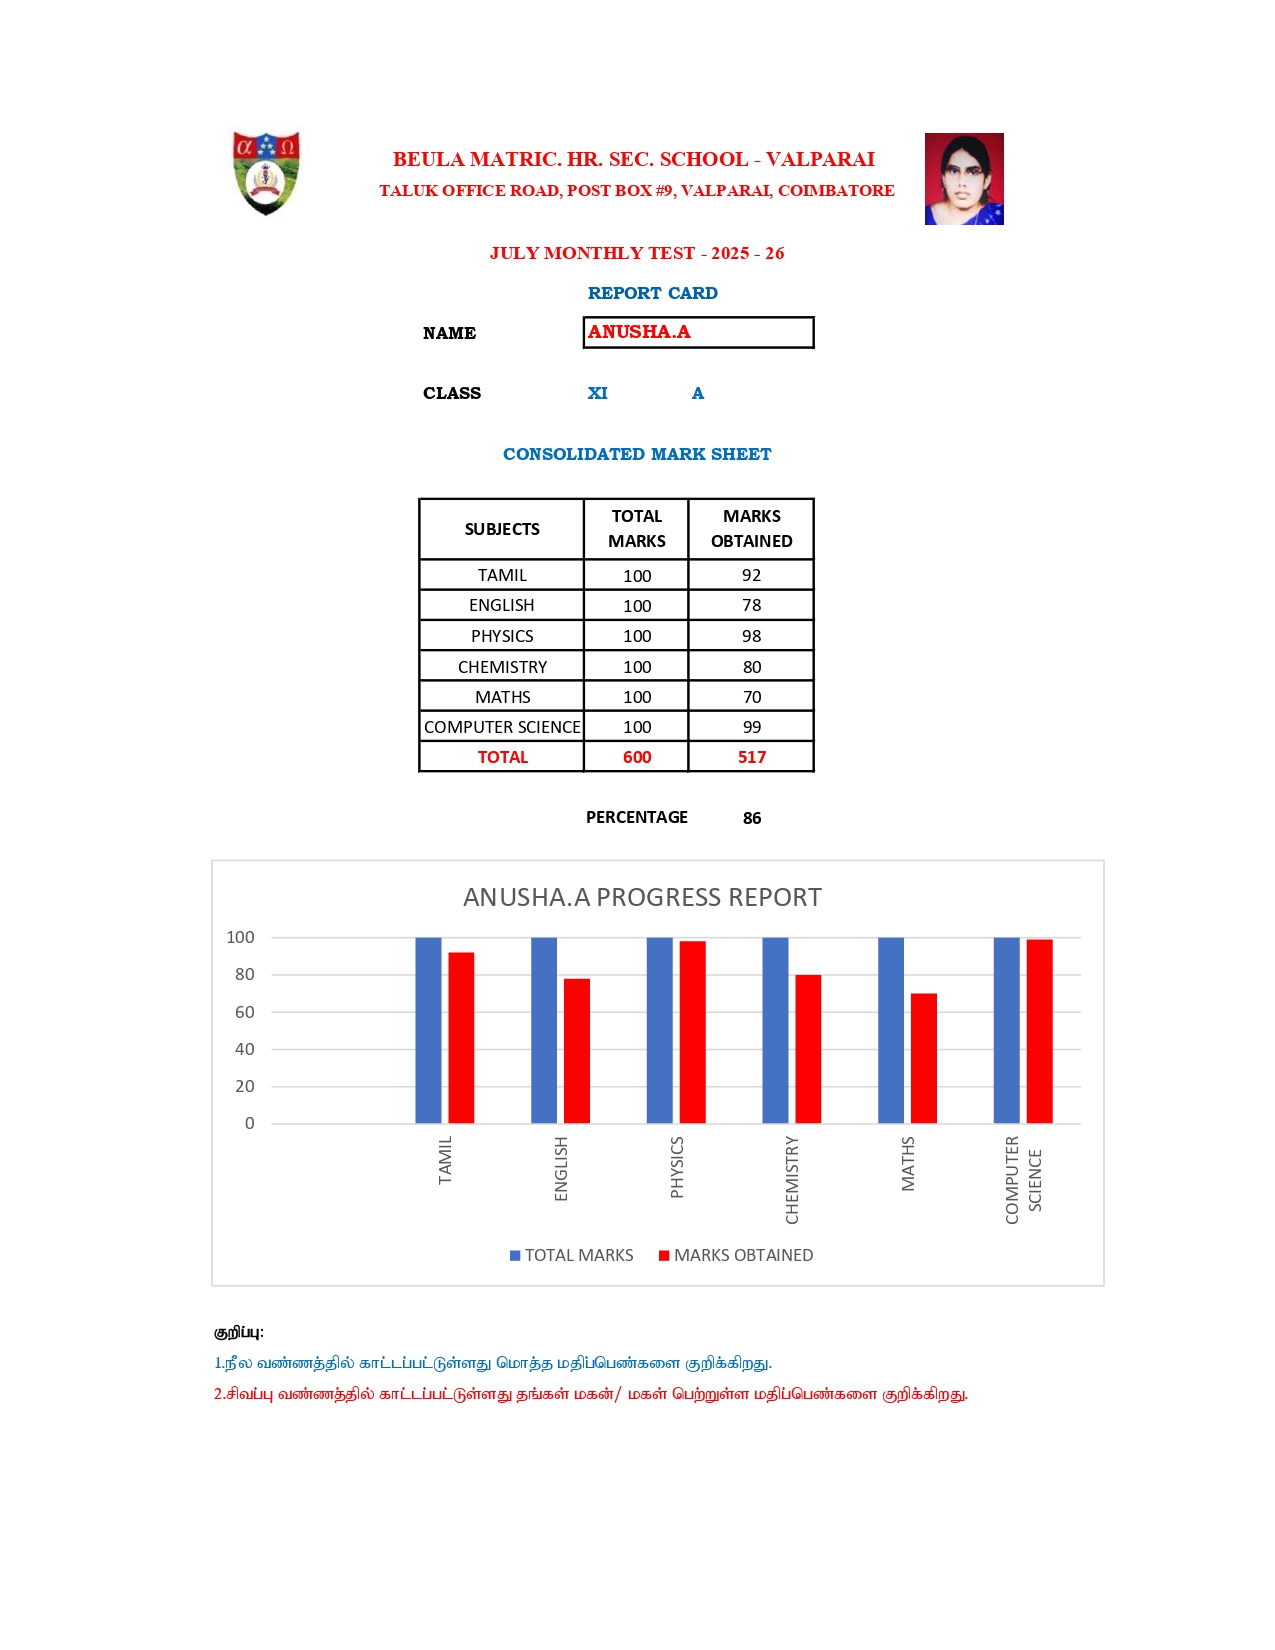 α Ω
BEULA MATRIC. HR. SEC. SCHOOL - VALPARAI
TALUK OFFICE ROAD, POST BOX #9, VALPARAI, COIMBATORE
JULY MONTHLY TEST - 2025 - 26
REPORT CARD
NAME ANUSHA.A
CLASS XI A
CONSOLIDATED MARK SHEET
SUBJECTS TOTAL MARKS MARKS OBTAINED
TAMIL 100 92
ENGLISH 100 78
PHYSICS 100 98
CHEMISTRY 100 80
MATHS 100 70
COMPUTER SCIENCE 100 99
TOTAL 600 517
PERCENTAGE 86
ANUSHA.A PROGRESS REPORT
100
80
60
40
20
0
TAMIL
ENGLISH
PHYSICS
CHEMISTRY
MATHS
COMPUTER SCIENCE
TOTAL MARKS MARKS OBTAINED
குறிப்பு:
1.நீல வண்ணத்தில் காட்டப்பட்டுள்ளது மொத்த மதிப்பெண்களை குறிக்கிறது.
2.சிவப்பு வண்ணத்தில் காட்டப்பட்டுள்ளது தங்கள் மகன்/ மகள் பெற்றுள்ள மதிப்பெண்களை குறிக்கிறது.